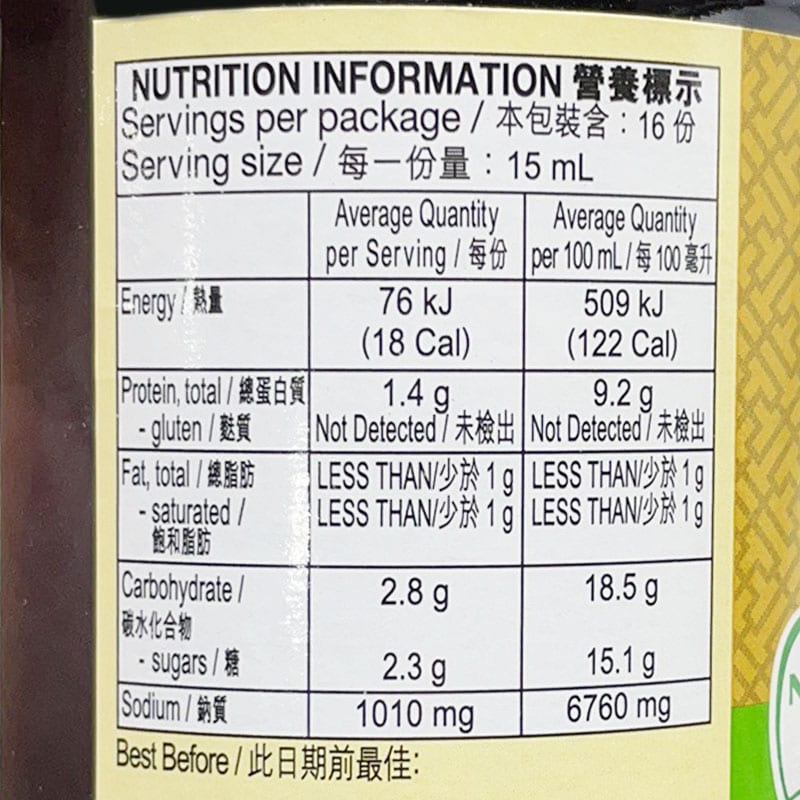 NUTRITION INFORMATION 營養標示
Servings per package / 本包裝含：16 份
Serving size / 每一份量：15 mL
Average Quantity per Serving / 每份
Average Quantity per 100 mL / 每 100 毫升
Energy / 熱量 76 kJ 509 kJ
(18 Cal) (122 Cal)
Protein, total / 總蛋白質 1.4 g 9.2 g
- gluten / 麩質 Not Detected / 未檢出 Not Detected / 未檢出
Fat, total / 總脂肪 LESS THAN/少於 1 g LESS THAN/少於 1 g
- saturated / LESS THAN/少於 1 g LESS THAN/少於 1 g
飽和脂肪
Carbohydrate / 2.8 g 18.5 g
碳水化合物
- sugars / 糖 2.3 g 15.1 g
Sodium / 鈉質 1010 mg 6760 mg
Best Before / 此日期前最佳: